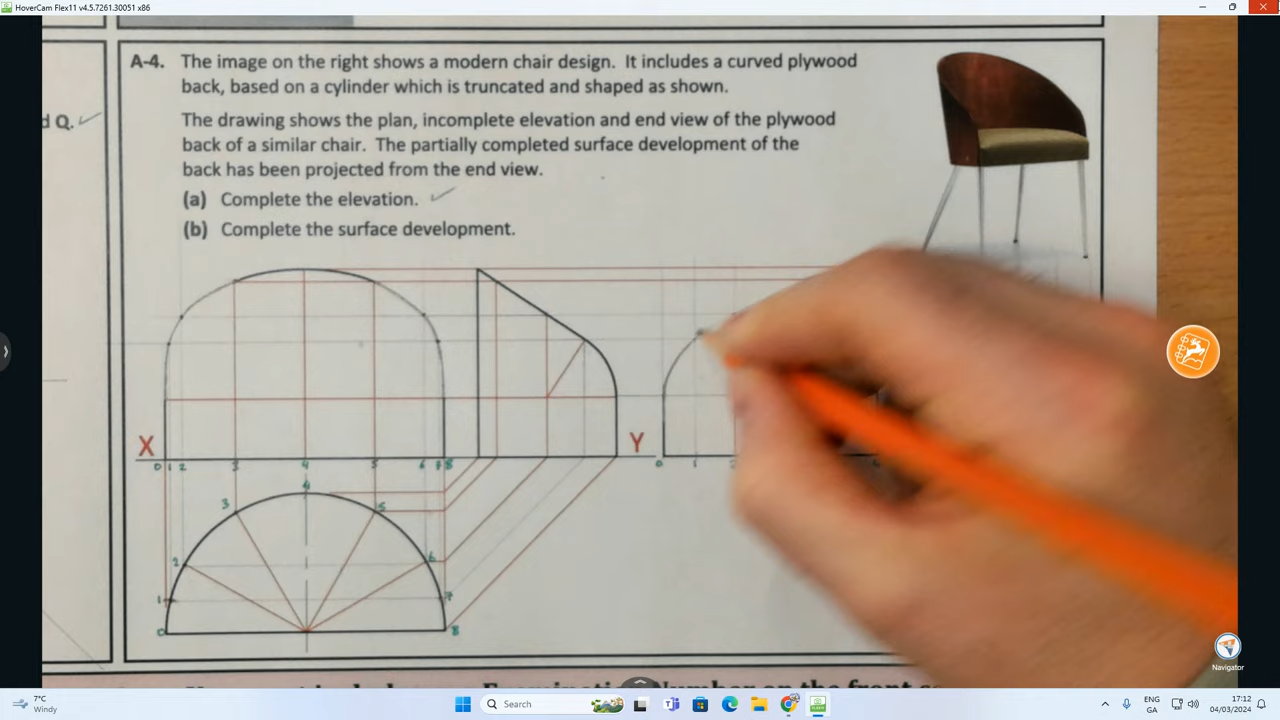 HoverCam Flex11 v4.5.7261.30051 x86
d Q.
A-4. The image on the right shows a modern chair design. It includes a curved plywood
back, based on a cylinder which is truncated and shaped as shown.
The drawing shows the plan, incomplete elevation and end view of the plywood
back of a similar chair. The partially completed surface development of the
back has been projected from the end view.
(a) Complete the elevation.
(b) Complete the surface development.
X
Y
0 1 2 3 4 5 6 7 8
0 1
4
3 5
2 6
1 7
0 8
Navigator
7°C
Windy
Search
ENG
GA
17:12
04/03/2024